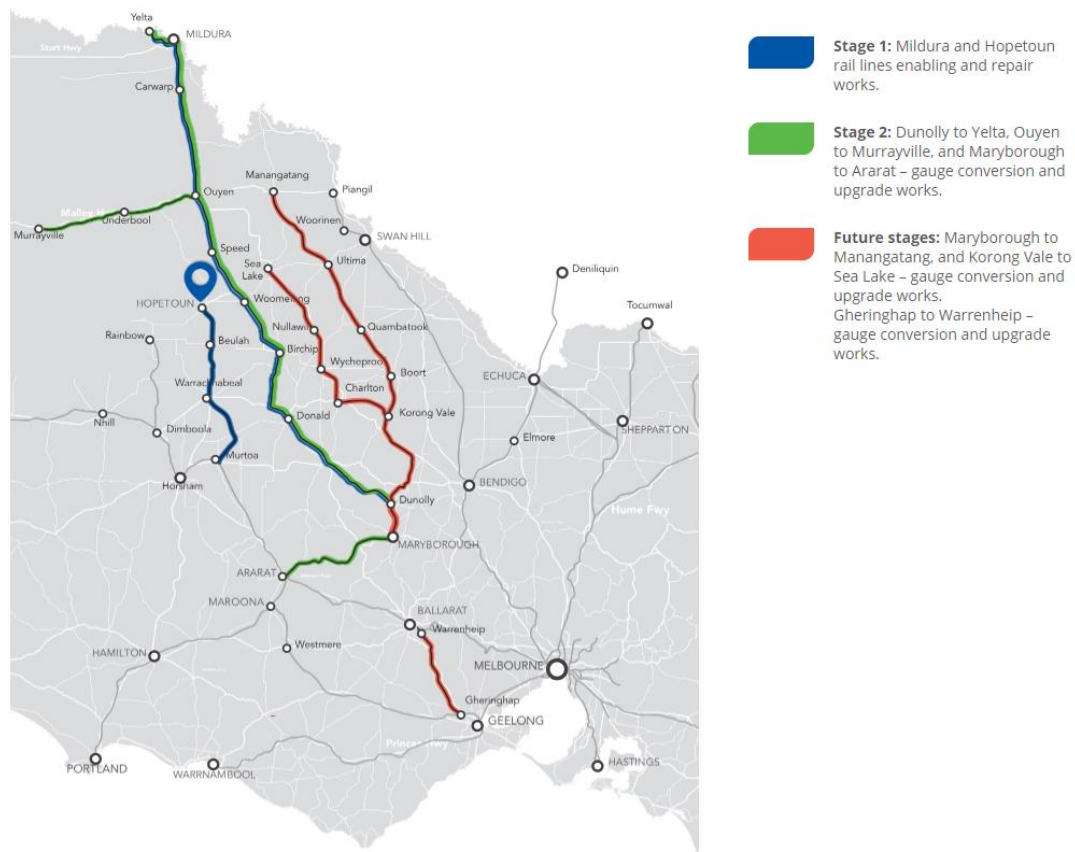 Yelta
MILDURA
Sturt Hwy
Carwarp
Manangatang
Piangil
Ouyen
Underbool
Woorinen
Murrayville
SWAN HILL
Speed
Sea
Lake
Ultima
Deniliquin
Woomelang
HOPETOUN
Tocumwal
Nullawil
Quambatook
Rainbow
Beulah
Birchip
Wycheproof
Boort
ECHUCA
Warracknabeal
Charlton
Korong Vale
Nhill
Donald
SHEPPARTON
Dimboola
Elmore
Murtoa
Horsham
BENDIGO
Dunolly
Hume Fwy
MARYBOROUGH
ARARAT
MAROONA
BALLARAT
Warrenheip
Westmere
HAMILTON
MELBOURNE
Gheringhap
GEELONG
HASTINGS
PORTLAND
WARRNAMBOOL
Stage 1: Mildura and Hopetoun
rail lines enabling and repair
works.
Stage 2: Dunolly to Yelta, Ouyen
to Murrayville, and Maryborough
to Ararat – gauge conversion and
upgrade works.
Future stages: Maryborough to
Manangatang, and Korong Vale to
Sea Lake – gauge conversion and
upgrade works.
Gheringhap to Warrenheip –
gauge conversion and upgrade
works.